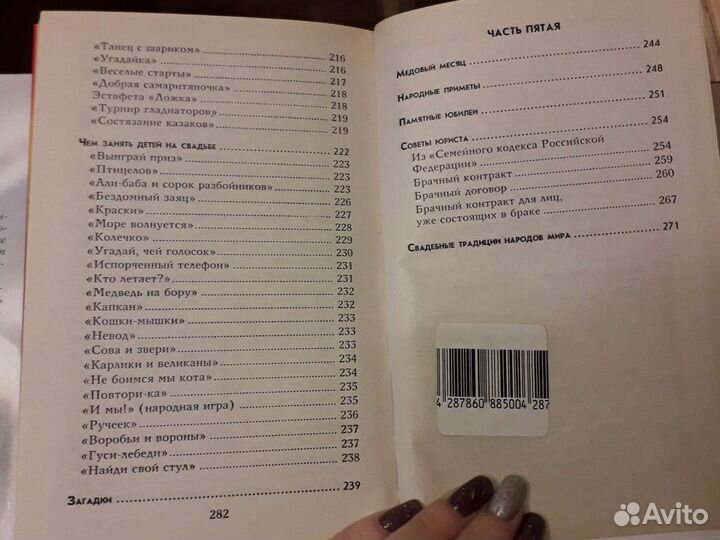 «Танец с шариком» 216
«Угадайка» 216
«Веселые старты» 217
«Добрая самаритяночка» 218
Эстафета «Ложка» 218
«Турнир гладиаторов» 219
«Состязание казаков» 219
Чем занять детей на свадьбе 222
«Выиграй приз» 223
«Птицелов» 223
«Али-баба и сорок разбойников» 223
«Бездомный заяц» 226
«Краски» 227
«Море волнуется» 228
«Колечко» 229
«Угадай, чей голосок» 230
«Испорченный телефон» 231
«Кто летает?» 231
«Медведь на бору» 232
«Капкан» 232
«Кошки-мышки» 233
«Невод» 233
«Сова и звери» 233
«Карлики и великаны» 234
«Не боимся мы кота» 234
«Повтори-ка» 235
«И мы!» (народная игра) 235
«Ручеек» 236
«Воробьи и вороны» 237
«Гуси-лебеди» 237
«Найди свой стул» 238
Загадки 239
282
ЧАСТЬ ПЯТАЯ
Медовый месяц 244
Народные приметы 248
Памятные юбилеи 251
Советы юриста 254
Из «Семейного кодекса Российской
Федерации» 254
Брачный контракт 259
Брачный договор 260
Брачный контракт для лиц,
уже состоящих в браке 267
Свадебные традиции народов мира 271
4 287860 885004 287
Avito